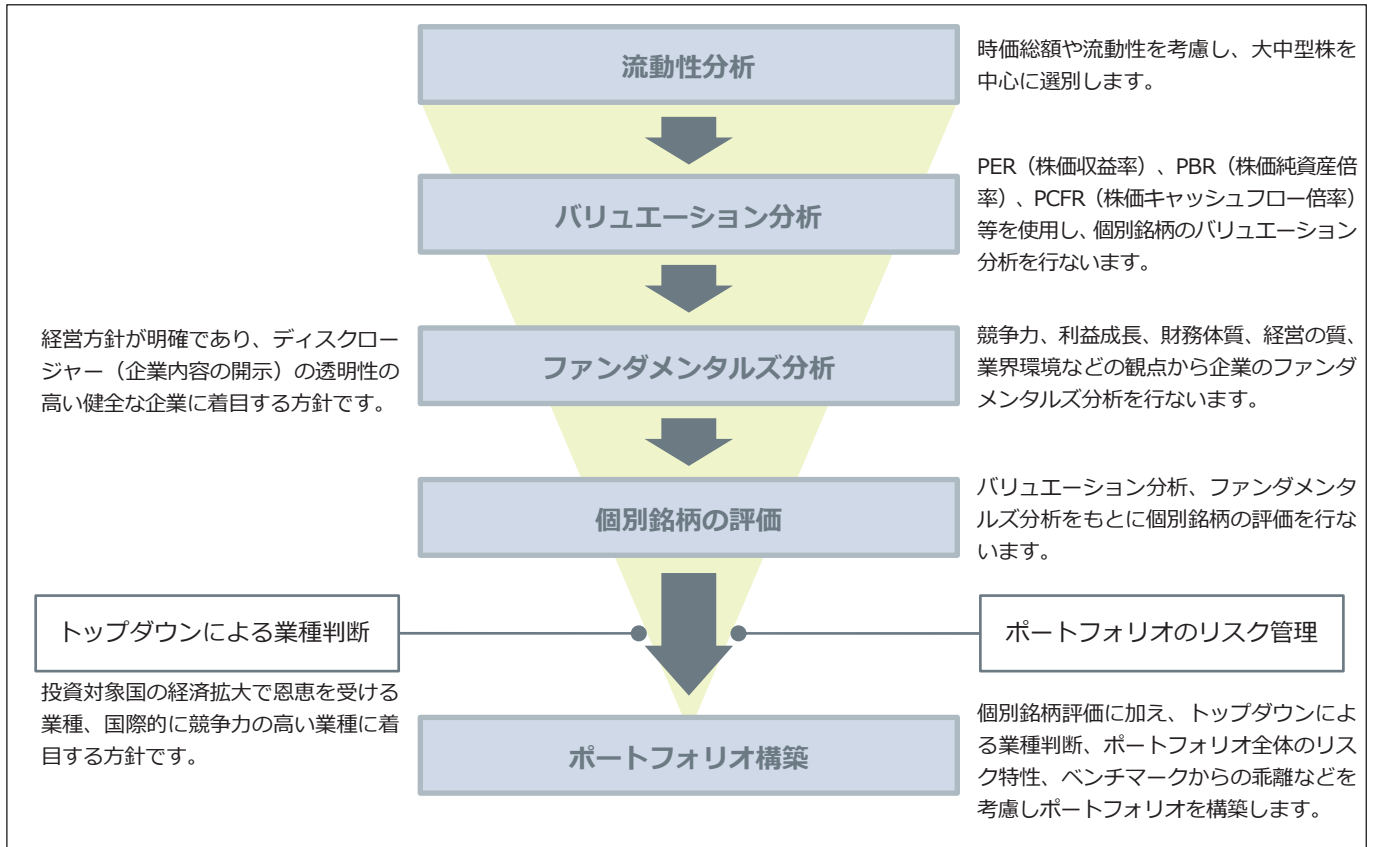 流動性分析
時価総額や流動性を考慮し、大中型株を
中心に選別します。
バリュエーション分析
PER（株価収益率）、PBR（株価純資産倍
率）、PCFR（株価キャッシュフロー倍率）
等を使用し、個別銘柄のバリュエーション
分析を行ないます。
経営方針が明確であり、ディスクロー
ジャー（企業内容の開示）の透明性の
高い健全な企業に着目する方針です。
ファンダメンタルズ分析
競争力、利益成長、財務体質、経営の質、
業界環境などの観点から企業のファンダ
メンタルズ分析を行ないます。
個別銘柄の評価
バリュエーション分析、ファンダメンタ
ルズ分析をもとに個別銘柄の評価を行な
います。
トップダウンによる業種判断
ポートフォリオのリスク管理
投資対象国の経済拡大で恩恵を受ける
業種、国際的に競争力の高い業種に着
目する方針です。
ポートフォリオ構築
個別銘柄評価に加え、トップダウンによ
る業種判断、ポートフォリオ全体のリス
ク特性、ベンチマークからの乖離などを
考慮しポートフォリオを構築します。